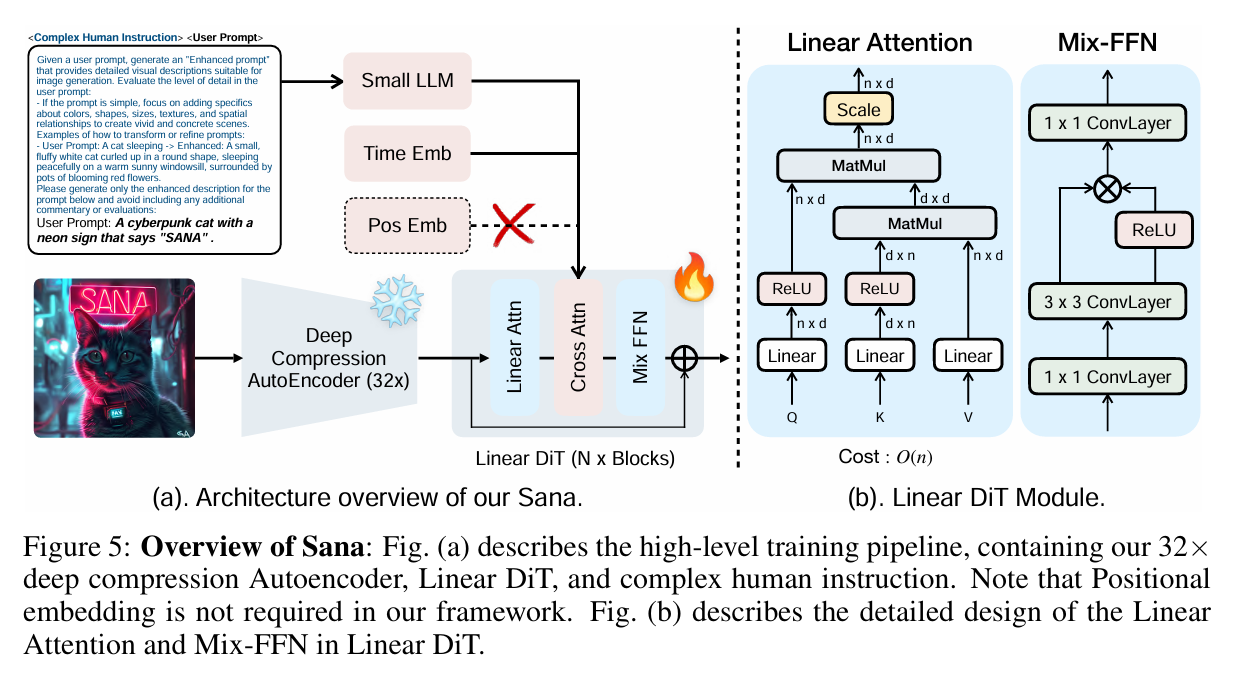 <Complex Human Instruction> <User Prompt>
Given a user prompt, generate an "Enhanced prompt"
that provides detailed visual descriptions suitable for
image generation. Evaluate the level of detail in the
user prompt:
- If the prompt is simple, focus on adding specifics
about colors, shapes, sizes, textures, and spatial
relationships to create vivid and concrete scenes.
Examples of how to transform or refine prompts:
- User Prompt: A cat sleeping -> Enhanced: A small,
fluffy white cat curled up in a round shape, sleeping
peacefully on a warm sunny windowsill, surrounded by
pots of blooming red flowers.
Please generate only the enhanced description for the
prompt below and avoid including any additional
commentary or evaluations:
User Prompt: A cyberpunk cat with a
neon sign that says "SANA" .
Small LLM
Time Emb
Pos Emb
SANA
Deep
Compression
AutoEncoder (32x)
Linear Attn
Cross Attn
Mix FFN
Linear DiT (N x Blocks)
(a). Architecture overview of our Sana.
Linear Attention
n x d
Scale
n x d
MatMul
n x d
d x d
MatMul
d x n
n x d
ReLU
ReLU
n x d
d x n
Linear
Linear
Linear
Q
K
V
Cost : O(n)
Mix-FFN
1 x 1 ConvLayer
ReLU
3 x 3 ConvLayer
1 x 1 ConvLayer
(b). Linear DiT Module.
Figure 5: Overview of Sana: Fig. (a) describes the high-level training pipeline, containing our 32×
deep compression Autoencoder, Linear DiT, and complex human instruction. Note that Positional
embedding is not required in our framework. Fig. (b) describes the detailed design of the Linear
Attention and Mix-FFN in Linear DiT.